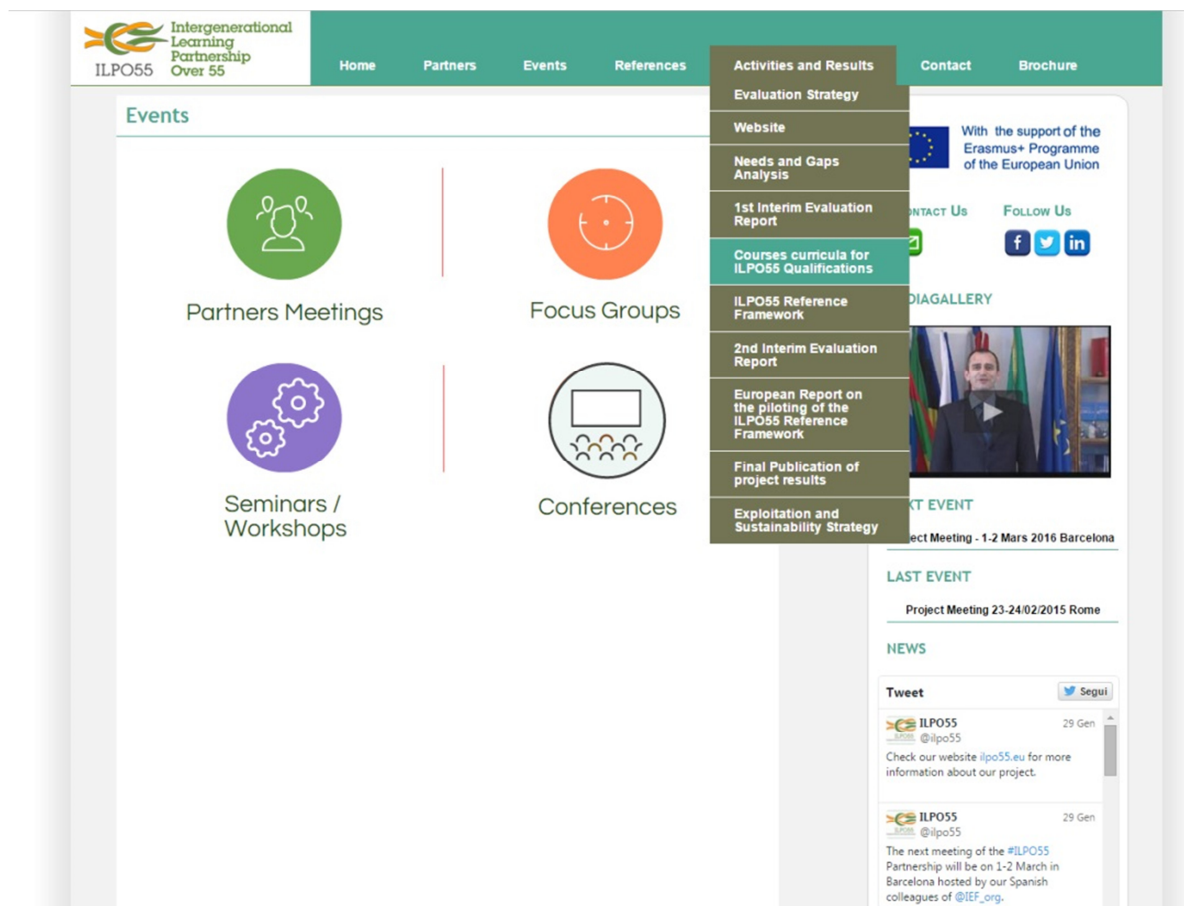 Intergenerational
Learning
Partnership
Over 55
ILPO55
Home
Partners
Events
References
Activities and Results
Contact
Brochure
Evaluation Strategy
Website
Needs and Gaps
Analysis
1st Interim Evaluation
Report
Courses curricula for
ILPO55 Qualifications
ILPO55 Reference
Framework
2nd Interim Evaluation
Report
European Report on
the piloting of the
ILPO55 Reference
Framework
Final Publication of
project results
Exploitation and
Sustainability Strategy
Events
Partners Meetings
Focus Groups
Seminars /
Workshops
Conferences
With the support of the
Erasmus+ Programme
of the European Union
ontact Us
Follow Us
f
in
DIAGALLERY
XT EVENT
ect Meeting - 1-2 Mars 2016 Barcelona
LAST EVENT
Project Meeting 23-24/02/2015 Rome
NEWS
Tweet
Segui
ILPO55
29 Gen
@ilpo55
Check our website ilpo55.eu for more
information about our project.
ILPO55
29 Gen
@ilpo55
The next meeting of the #ILPO55
Partnership will be on 1-2 March in
Barcelona hosted by our Spanish
colleagues of @IEF_org.